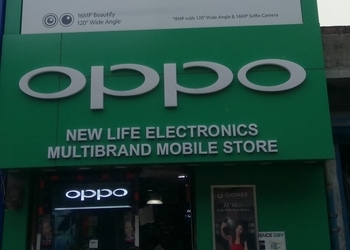 16MP Beautify
120° Wide Angle
*8MP with 120° Wide Angle & 16MP Selfie Camera
oppo
NEW LIFE ELECTRONICS
MULTIBRAND MOBILE STORE
oppo